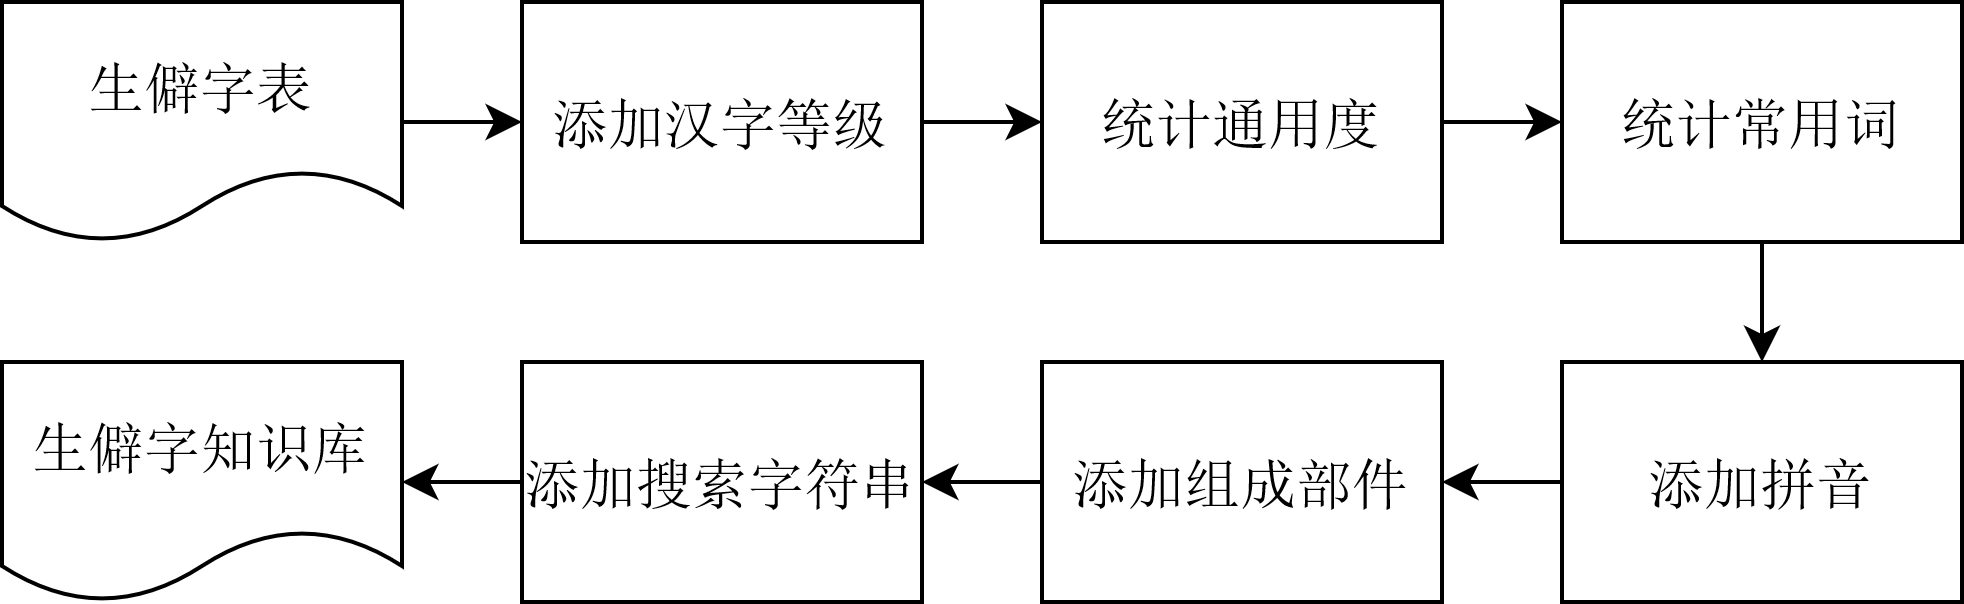 生僻字表
添加汉字等级
统计通用度
统计常用词
添加拼音
添加组成部件
添加搜索字符串
生僻字知识库